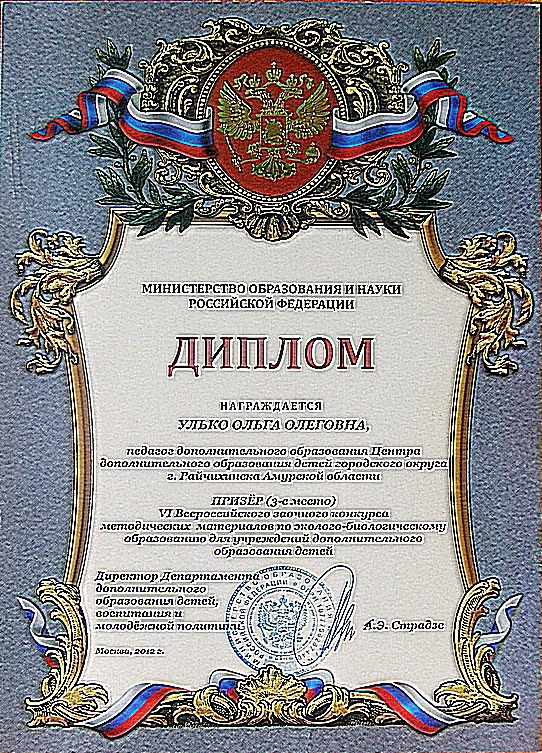 МИНИСТЕРСТВО ОБРАЗОВАНИЯ И НАУКИ
РОССИЙСКОЙ ФЕДЕРАЦИИ
ДИПЛОМ
НАГРАЖДАЕТСЯ
УЛЬКО ОЛЬГА ОЛЕГОВНА,
педагог дополнительного образования Центра
дополнительного образования детей городского округа
г. Райчихинска Амурской области
ПРИЗЁР (3-е место)
VI Всероссийского заочного конкурса
методических материалов по эколого-биологическому
образованию для учреждений дополнительного
образования детей
Директор Департамента
дополнительного
образования детей,
воспитания и
молодёжной политики
А.Э. Страдзе
Москва, 2012 г.